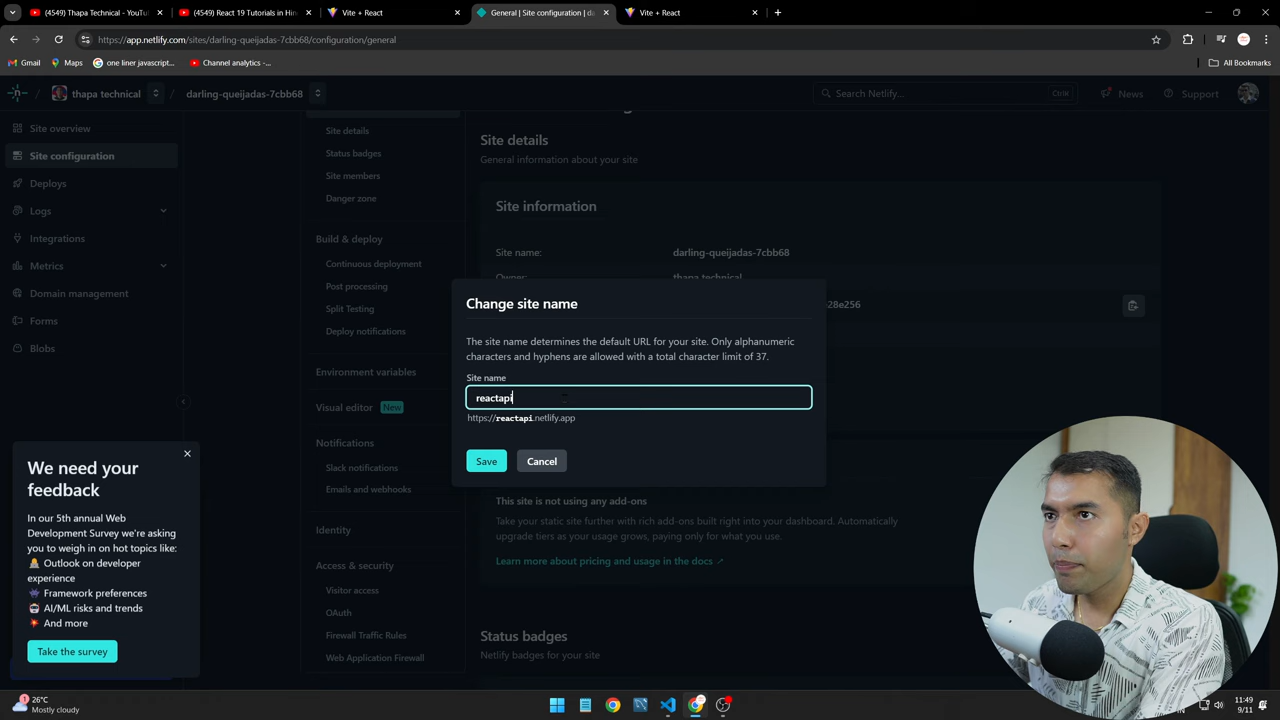 (4549) Thapa Technical - YouT
(4549) React 19 Tutorials in Hin
Vite + React
General | Site configuration | da
Vite + React
https://app.netlify.com/sites/darling-queijadas-7cbb68/configuration/general
Gmail
Maps
one liner javascript...
Channel analytics -...
All Bookmarks
/
thapa technical
/
darling-queijadas-7cbb68
Search Netlify...
News
Support
Site overview
Site configuration
Deploys
Logs
Integrations
Metrics
Domain management
Forms
Blobs
Site details
Status badges
Site members
Danger zone
Build & deploy
Continuous deployment
Post processing
Split Testing
Deploy notifications
Environment variables
Visual editor New
Notifications
Slack notifications
Emails and webhooks
Identity
Access & security
Visitor access
OAuth
Firewall Traffic Rules
Web Application Firewall
Site details
General information about your site
Site information
Site name: darling-queijadas-7cbb68
Owner: thapa technical
28e256
Change site name
The site name determines the default URL for your site. Only alphanumeric
characters and hyphens are allowed with a total character limit of 37.
Site name
reactapi
https://reactapi.netlify.app
Save
Cancel
This site is not using any add-ons
Take your static site further with rich add-ons built right into your dashboard. Automatically
upgrade tiers as your usage grows, paying only for what you use.
Learn more about pricing and usage in the docs ↗
Status badges
Netlify badges for your site
We need your
feedback
In our 5th annual Web
Development Survey we're asking
you to weigh in on hot topics like:
Outlook on developer
experience
Framework preferences
AI/ML risks and trends
And more
Take the survey
1
26°C
Mostly cloudy
11:49
9/11